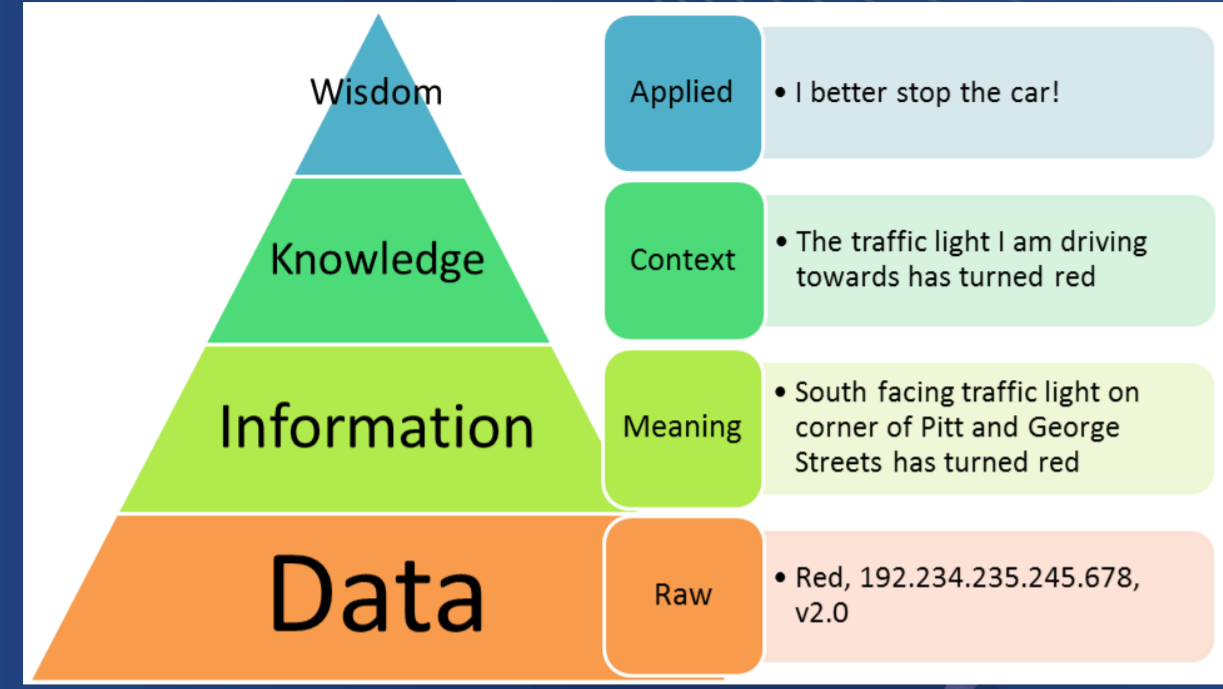 Wisdom
Applied
• I better stop the car!
Knowledge
Context
• The traffic light I am driving
towards has turned red
Information
Meaning
• South facing traffic light on
corner of Pitt and George
Streets has turned red
Data
Raw
• Red, 192.234.235.245.678,
v2.0